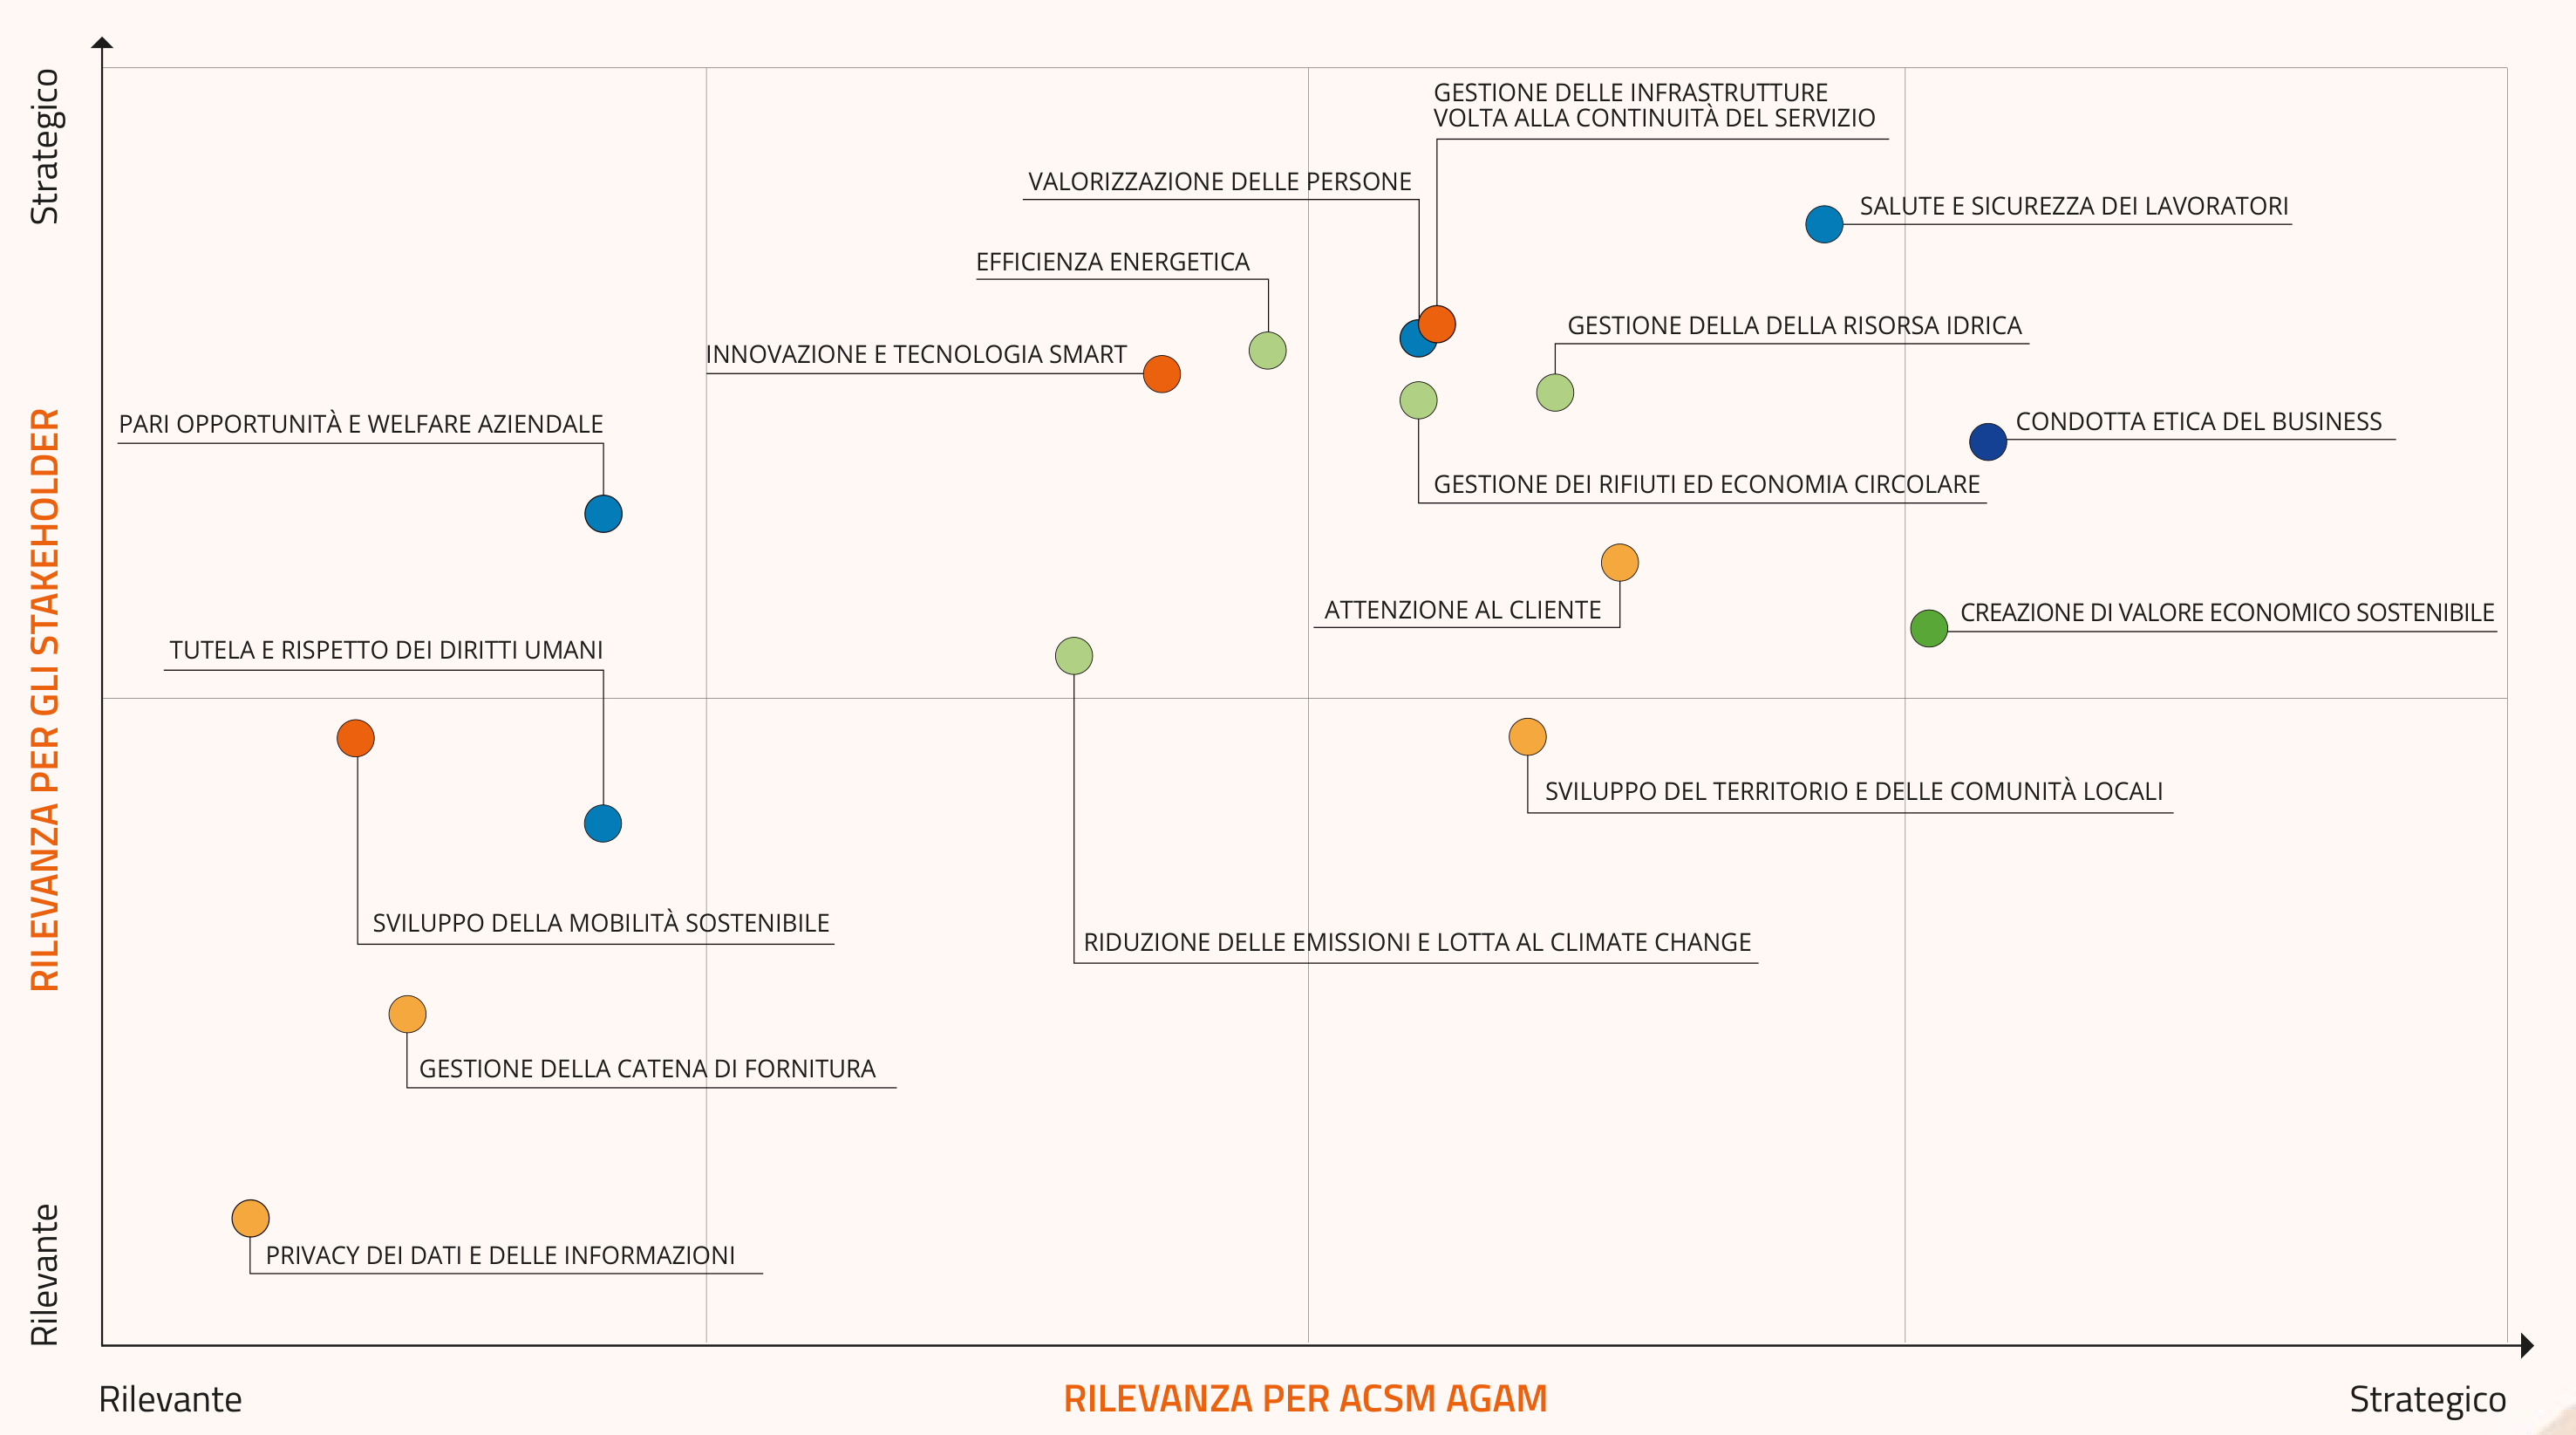 Strategico
RILEVANZA PER GLI STAKEHOLDER
Rilevante
GESTIONE DELLE INFRASTRUTTURE
VOLTA ALLA CONTINUITÀ DEL SERVIZIO
VALORIZZAZIONE DELLE PERSONE
SALUTE E SICUREZZA DEI LAVORATORI
EFFICIENZA ENERGETICA
GESTIONE DELLA DELLA RISORSA IDRICA
INNOVAZIONE E TECNOLOGIA SMART
PARI OPPORTUNITÀ E WELFARE AZIENDALE
CONDOTTA ETICA DEL BUSINESS
GESTIONE DEI RIFIUTI ED ECONOMIA CIRCOLARE
ATTENZIONE AL CLIENTE
CREAZIONE DI VALORE ECONOMICO SOSTENIBILE
TUTELA E RISPETTO DEI DIRITTI UMANI
SVILUPPO DEL TERRITORIO E DELLE COMUNITÀ LOCALI
SVILUPPO DELLA MOBILITÀ SOSTENIBILE
RIDUZIONE DELLE EMISSIONI E LOTTA AL CLIMATE CHANGE
GESTIONE DELLA CATENA DI FORNITURA
PRIVACY DEI DATI E DELLE INFORMAZIONI
Rilevante
RILEVANZA PER ACSM AGAM
Strategico